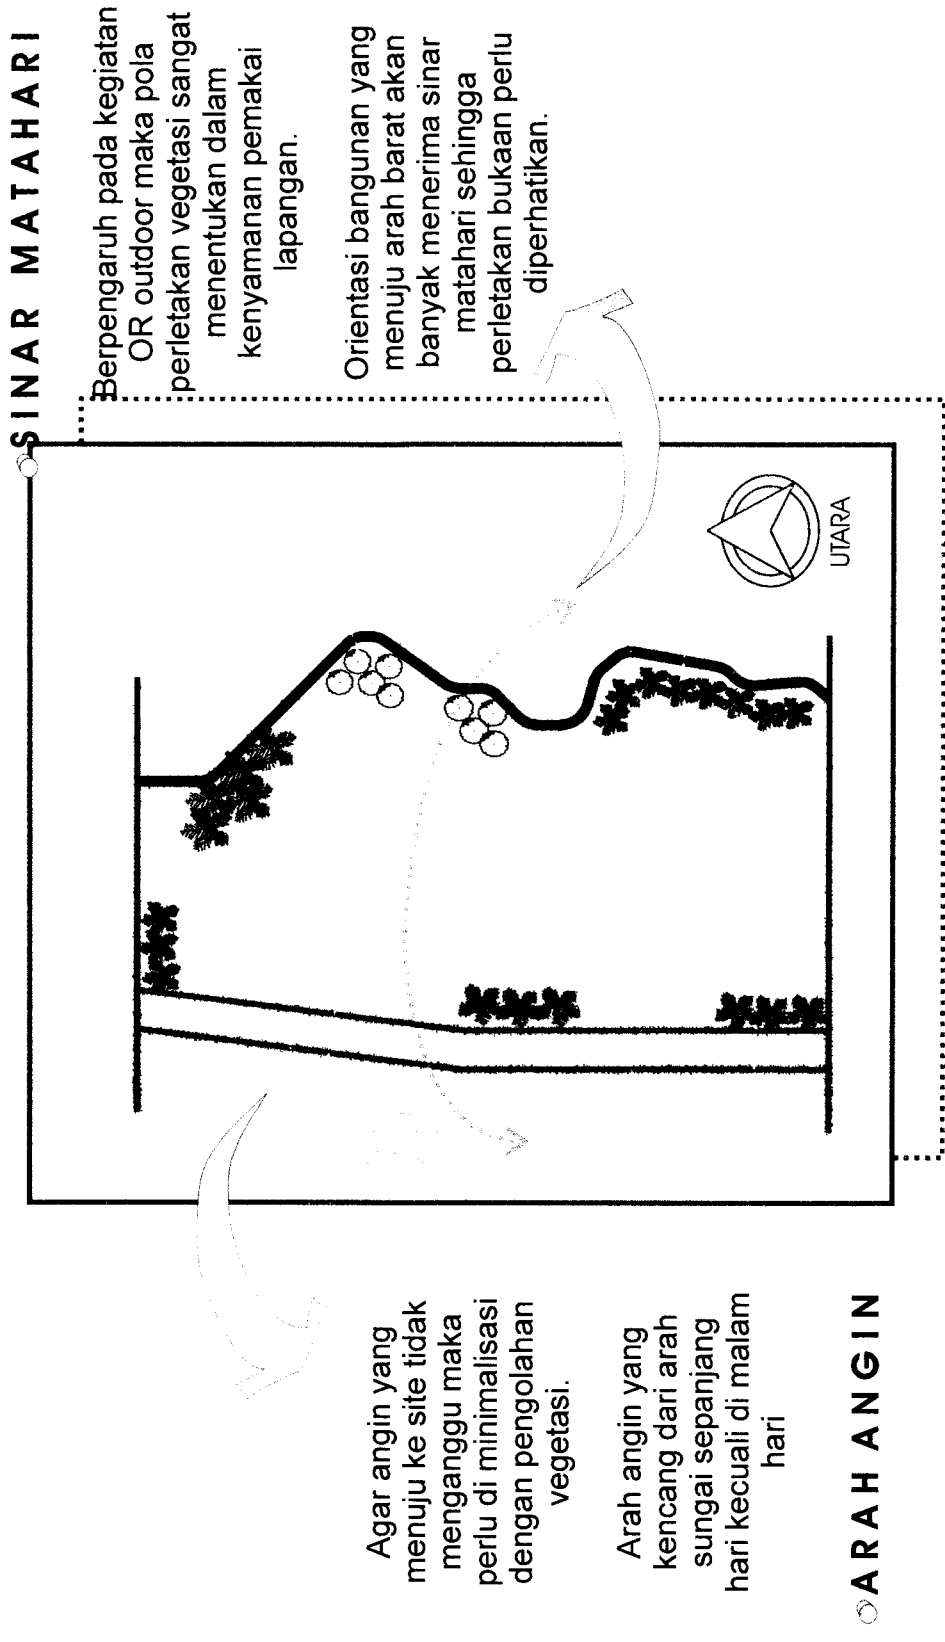 SINAR MATAHARI
Berpengaruh pada kegiatan
OR outdoor maka pola
perletakan vegetasi sangat
menentukan dalam
kenyamanan pemakai
lapangan.
Orientasi bangunan yang
menuju arah barat akan
banyak menerima sinar
matahari sehingga
perletakan bukaan perlu
diperhatikan.
UTARA
Agar angin yang
menuju ke site tidak
menganggu maka
perlu di minimalisasi
dengan pengolahan
vegetasi.
Arah angin yang
kencang dari arah
sungai sepanjang
hari kecuali di malam
hari
ARAH ANGIN